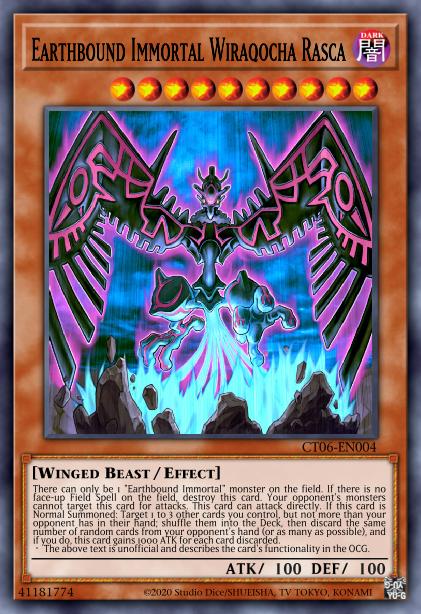 EARTHBOUND IMMORTAL WIRAQOCHA RASCA
DARK
闇
CT06-EN004
[WINGED BEAST / EFFECT]
There can only be 1 "Earthbound Immortal" monster on the field. If there is no
face-up Field Spell on the field, destroy this card. Your opponent's monsters
cannot target this card for attacks. This card can attack directly. If this card is
Normal Summoned: Target 1 to 3 other cards you control, but not more than your
opponent has in their hand; shuffle them into the Deck, then discard the same
number of random cards from your opponent's hand (or as many as possible), and
if you do, this card gains 1000 ATK for each card discarded.
- 'The above text is unofficial and describes the card's functionality in the OCG.
ATK/ 100 DEF/ 100
41181774
©2020 Studio Dice/SHUEISHA, TV TOKYO, KONAMI